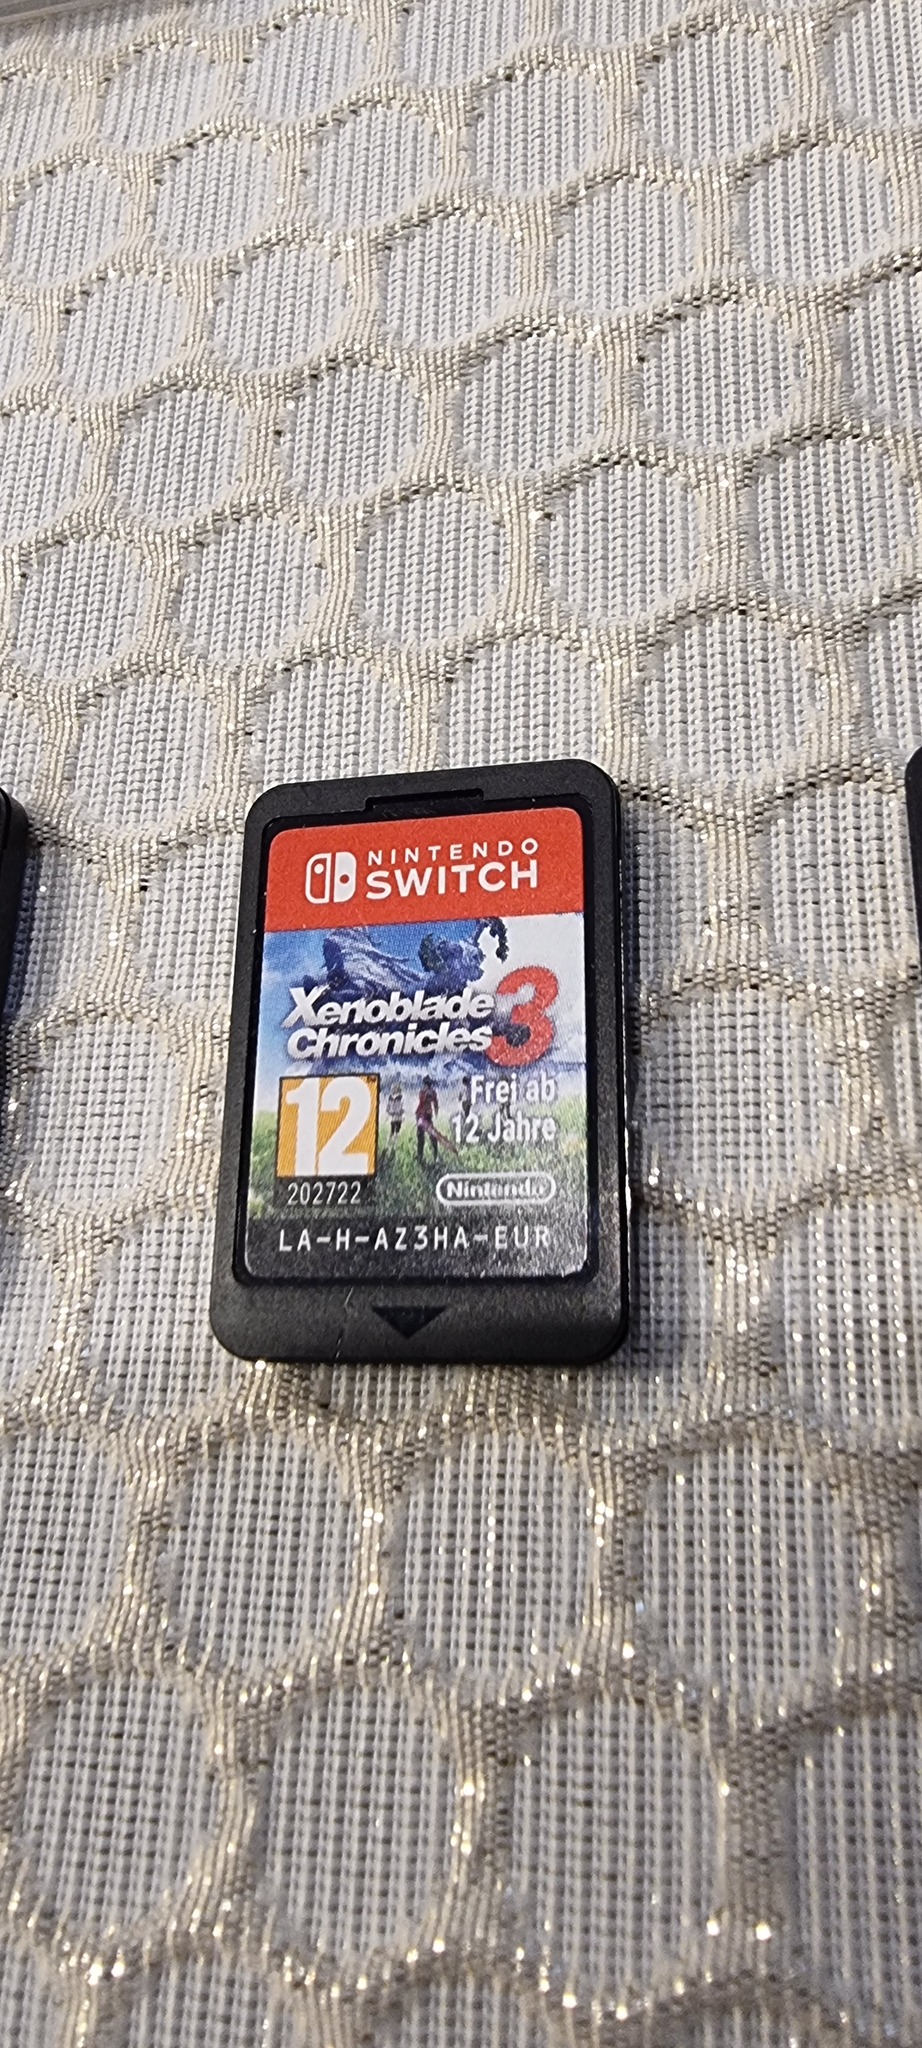 NINTENDO
SWITCH
Xenoblade
Chronicles 3
12
Frei ab
12 Jahre
202722
Nintendo
LA-H-AZ3HA-EUR